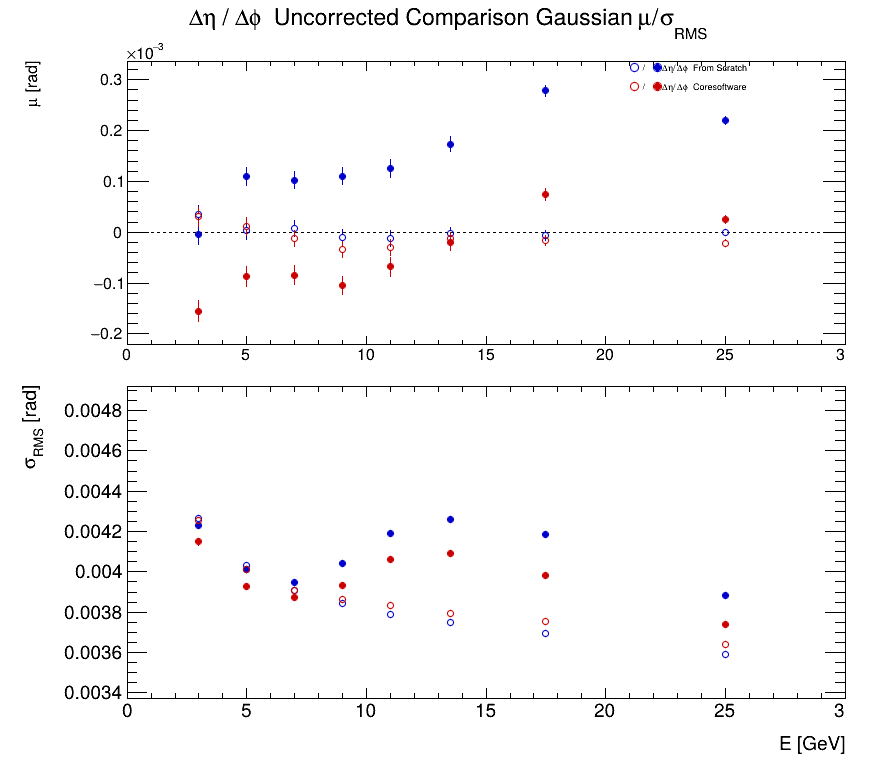 Δη / Δϕ Uncorrected Comparison Gaussian μ/σRMS
×10−3
μ [rad]
Δη/Δϕ From Scratch
Δη/Δϕ Coresoftware
0.3
0.2
0.1
0
−0.1
−0.2
0 5 10 15 20 25 3
σRMS [rad]
0.0048
0.0046
0.0044
0.0042
0.004
0.0038
0.0036
0.0034
0 5 10 15 20 25 3
E [GeV]